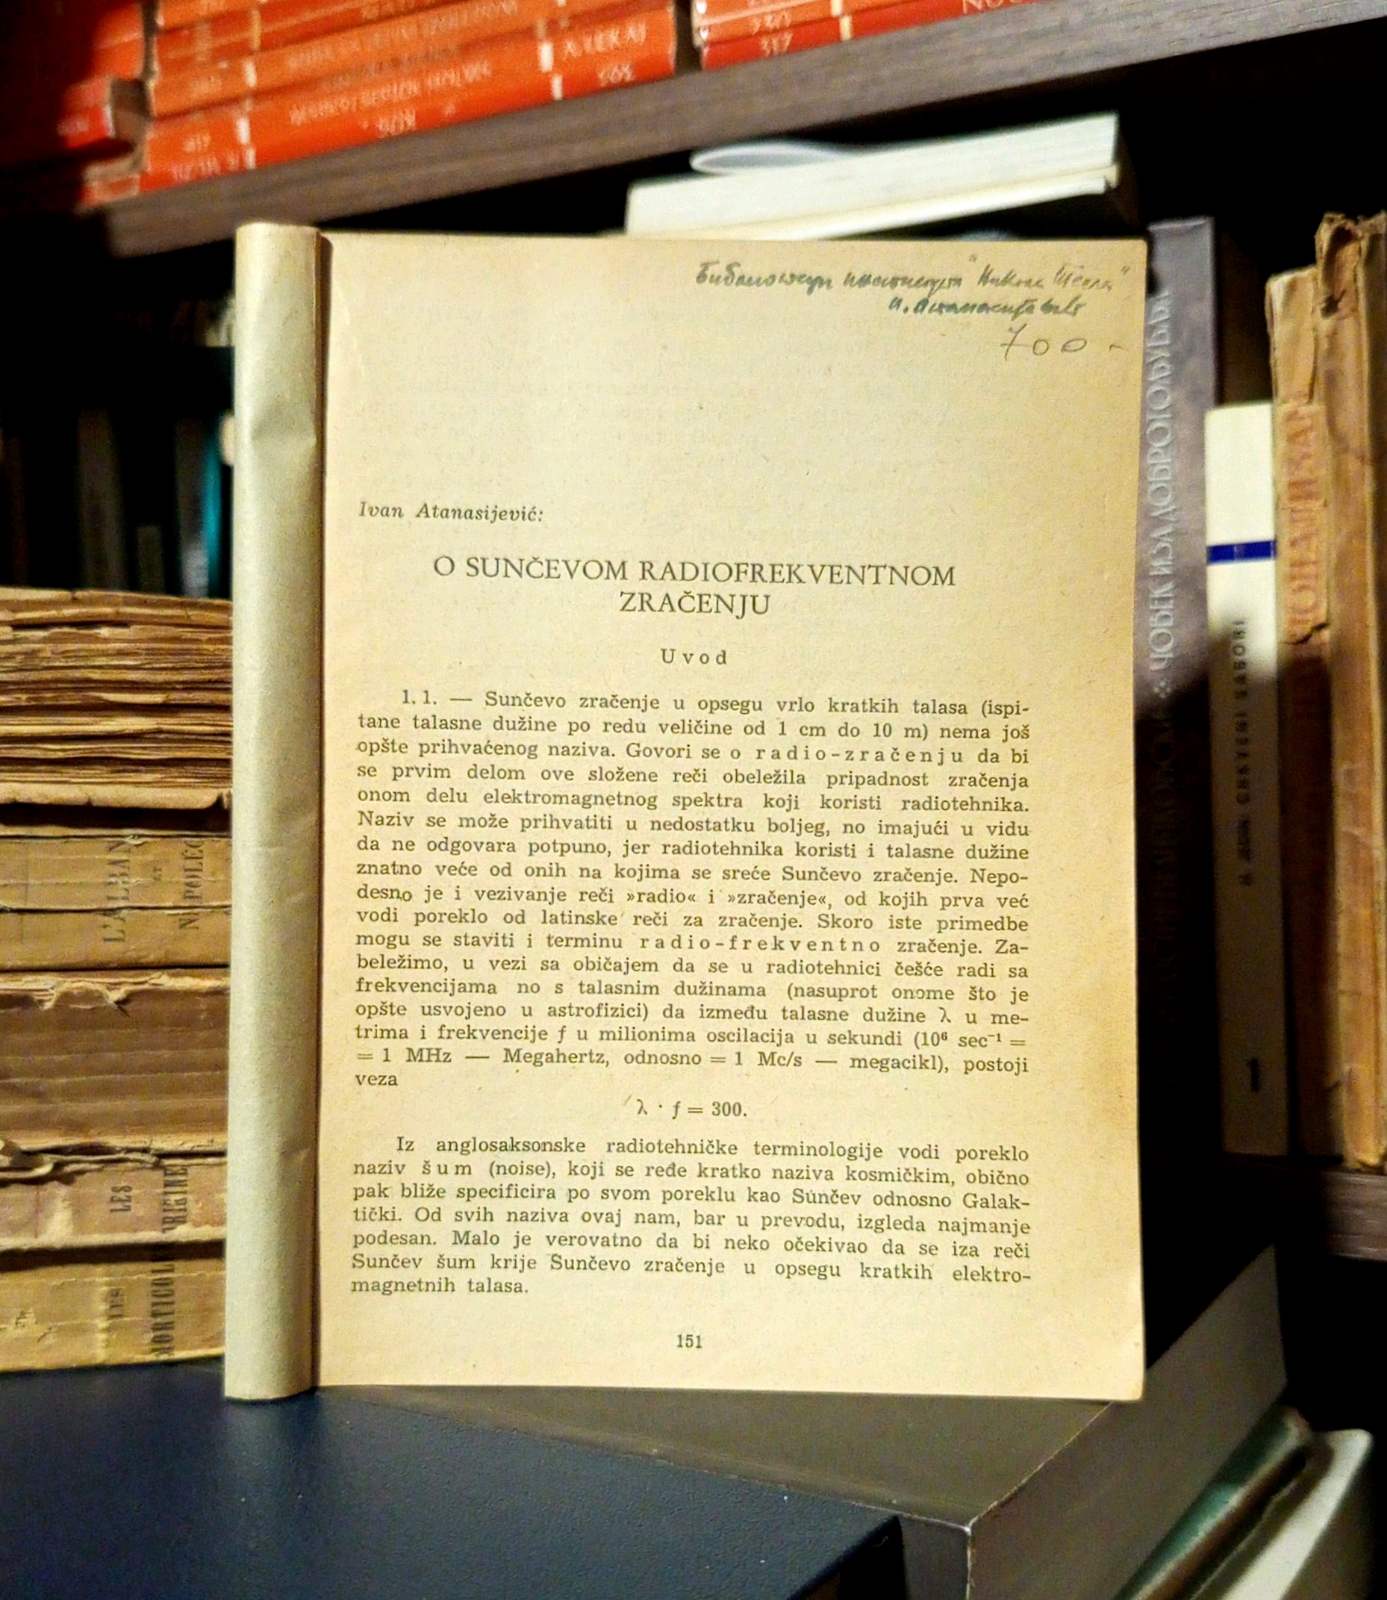 Библиотеци института "Никола Тесла"
И. Атанасијевић
700-
Ivan Atanasijević:
O SUNČEVOM RADIOFREKVENTNOM
ZRAČENJU
Uvod
1.1. — Sunčevo zračenje u opsegu vrlo kratkih talasa (ispi-
tane talasne dužine po redu veličine od 1 cm do 10 m) nema još
opšte prihvaćenog naziva. Govori se o radio-zračenju da bi
se prvim delom ove složene reči obeležila pripadnost zračenja
onom delu elektromagnetnog spektra koji koristi radiotehnika.
Naziv se može prihvatiti u nedostatku boljeg, no imajući u vidu
da ne odgovara potpuno, jer radiotehnika koristi i talasne dužine
znatno veće od onih na kojima se sreće Sunčevo zračenje. Nepo-
desno je i vezivanje reči »radio« i »zračenje«, od kojih prva već
vodi poreklo od latinske reči za zračenje. Skoro iste primedbe
mogu se staviti i terminu radio-frekventno zračenje. Za-
beležimo, u vezi sa običajem da se u radiotehnici češće radi sa
frekvencijama no s talasnim dužinama (nasuprot onome što je
opšte usvojeno u astrofizici) da između talasne dužine λ u me-
trima i frekvencije f u milionima oscilacija u sekundi (10⁶ sec⁻¹ =
= 1 MHz — Megahertz, odnosno = 1 Mc/s — megacikl), postoji
veza
λ · f = 300.
Iz anglosaksonske radiotehničke terminologije vodi poreklo
naziv šum (noise), koji se ređe kratko naziva kosmičkim, obično
pak bliže specificira po svom poreklu kao Sunčev odnosno Galak-
tički. Od svih naziva ovaj nam, bar u prevodu, izgleda najmanje
podesan. Malo je verovatno da bi neko očekivao da se iza reči
Sunčev šum krije Sunčevo zračenje u opsegu kratkih elektro-
magnetnih talasa.
151
ЧОВЕК ИЗА ДОБРОТОЉУБЉА
1
LES
LES